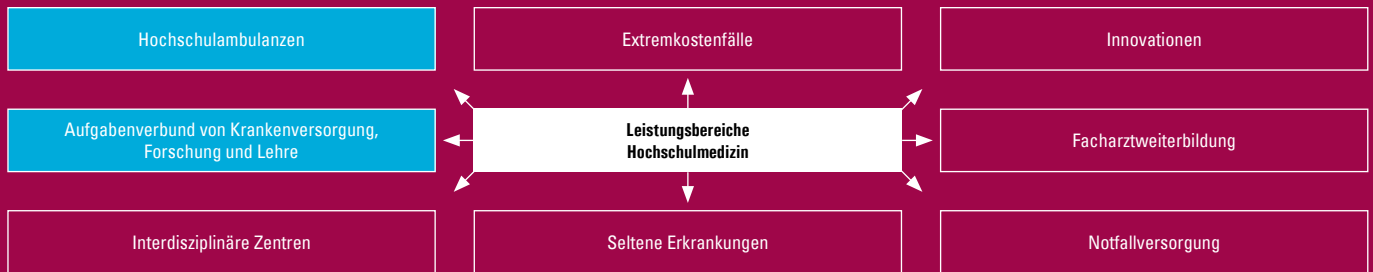 Hochschulambulanzen
Extremkostenfälle
Innovationen
Aufgabenverbund von Krankenversorgung,
Forschung und Lehre
Leistungsbereiche
Hochschulmedizin
Facharztweiterbildung
Interdisziplinäre Zentren
Seltene Erkrankungen
Notfallversorgung